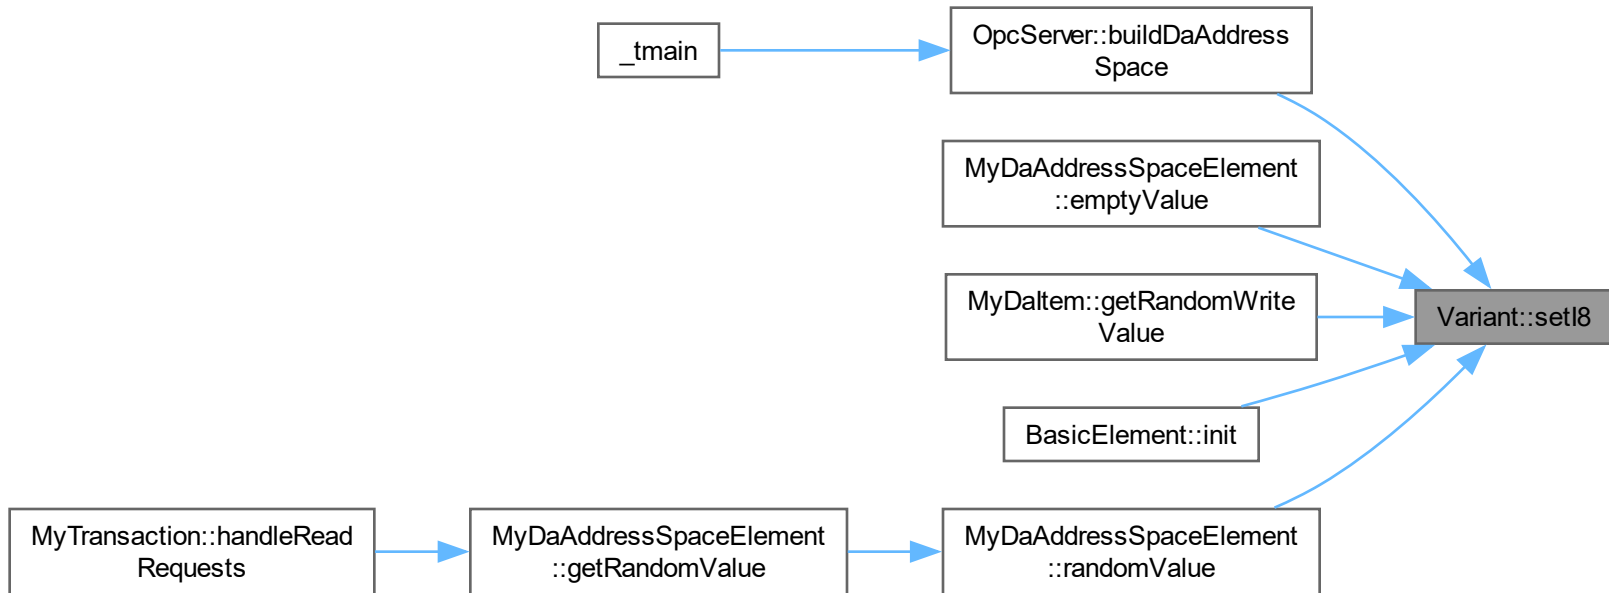 _tmain
OpcServer::buildDaAddress
Space
MyDaAddressSpaceElement
::emptyValue
MyDaItem::getRandomWrite
Value
Variant::setI8
BasicElement::init
MyTransaction::handleRead
Requests
MyDaAddressSpaceElement
::getRandomValue
MyDaAddressSpaceElement
::randomValue